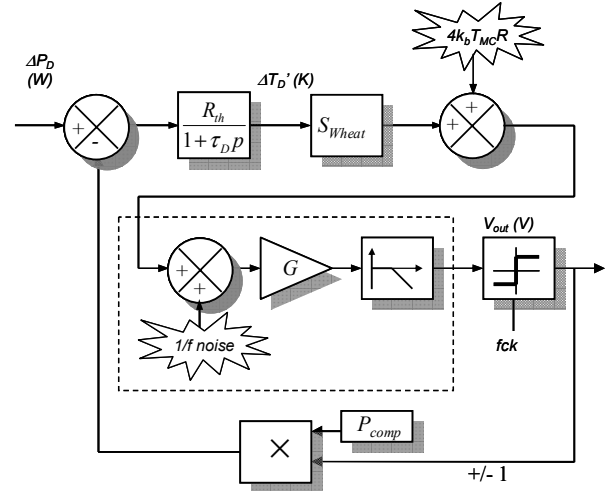 4k_bT_MCR
ΔP_D
(W)
ΔT_D' (K)
+
-
R_th
1+τ_D p
S_Wheat
+
+
V_out (V)
+
+
G
1/f noise
fck
P_comp
×
+/- 1